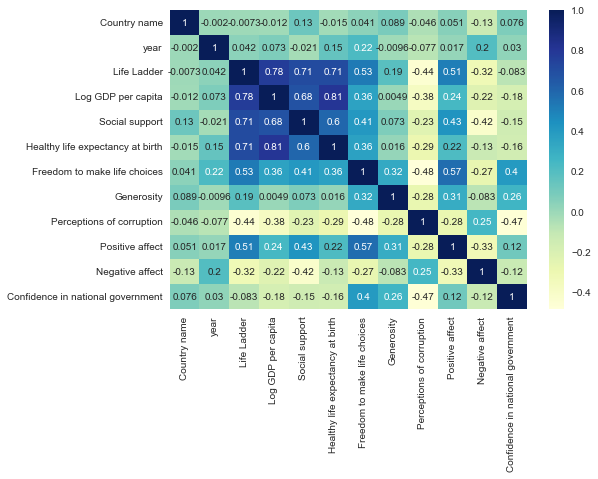 Country name 1 -0.002 -0.0073 -0.012 0.13 -0.015 0.041 0.089 -0.046 0.051 -0.13 0.076
year -0.002 1 0.042 0.073 -0.021 0.15 0.22 -0.0096 -0.077 0.017 0.2 0.03
Life Ladder -0.0073 0.042 1 0.78 0.71 0.71 0.53 0.19 -0.44 0.51 -0.32 -0.083
Log GDP per capita -0.012 0.073 0.78 1 0.68 0.81 0.36 0.0049 -0.38 0.24 -0.22 -0.18
Social support 0.13 -0.021 0.71 0.68 1 0.6 0.41 0.073 -0.23 0.43 -0.42 -0.15
Healthy life expectancy at birth -0.015 0.15 0.71 0.81 0.6 1 0.36 0.016 -0.29 0.22 -0.13 -0.16
Freedom to make life choices 0.041 0.22 0.53 0.36 0.41 0.36 1 0.32 -0.48 0.57 -0.27 0.4
Generosity 0.089 -0.0096 0.19 0.0049 0.073 0.016 0.32 1 -0.28 0.31 -0.083 0.26
Perceptions of corruption -0.046 -0.077 -0.44 -0.38 -0.23 -0.29 -0.48 -0.28 1 -0.28 0.25 -0.47
Positive affect 0.051 0.017 0.51 0.24 0.43 0.22 0.57 0.31 -0.28 1 -0.33 0.12
Negative affect -0.13 0.2 -0.32 -0.22 -0.42 -0.13 -0.27 -0.083 0.25 -0.33 1 -0.12
Confidence in national government 0.076 0.03 -0.083 -0.18 -0.15 -0.16 0.4 0.26 -0.47 0.12 -0.12 1
Country name
year
Life Ladder
Log GDP per capita
Social support
Healthy life expectancy at birth
Freedom to make life choices
Generosity
Perceptions of corruption
Positive affect
Negative affect
Confidence in national government
1.0
0.8
0.6
0.4
0.2
0.0
−0.2
−0.4